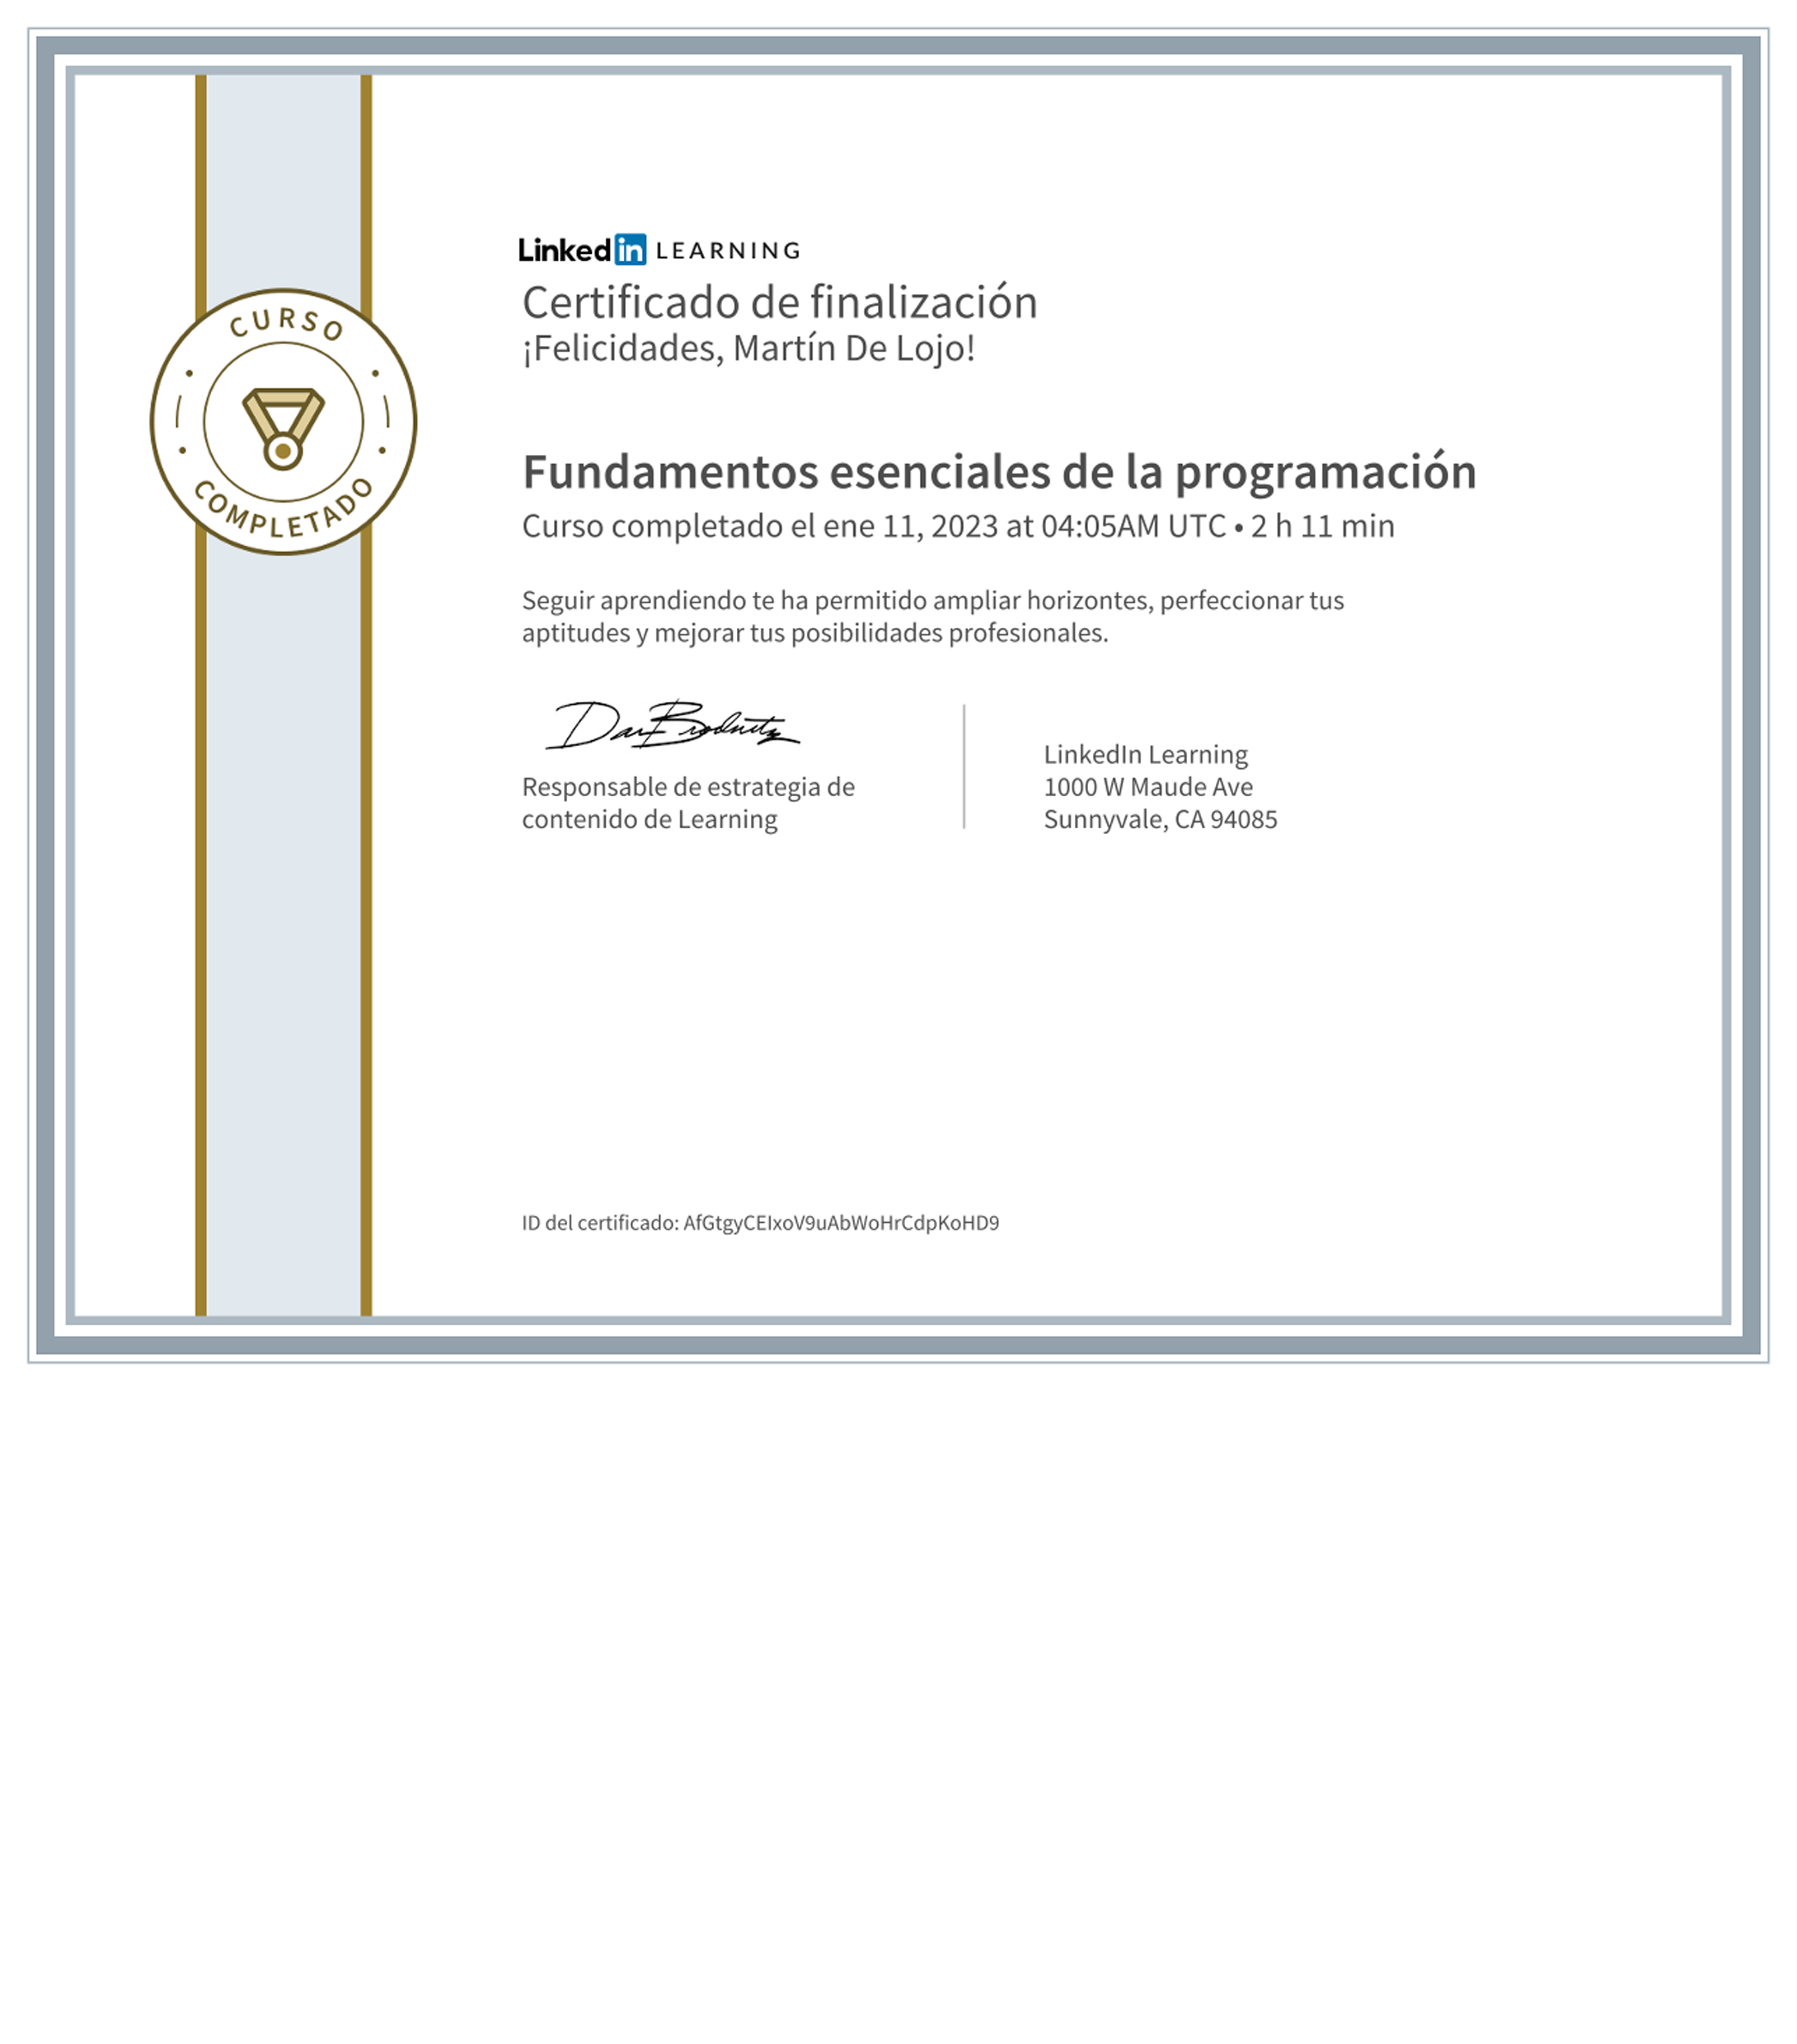 CURSO
COMPLETADO
Linked in LEARNING
Certificado de finalización
¡Felicidades, Martín De Lojo!
Fundamentos esenciales de la programación
Curso completado el ene 11, 2023 at 04:05AM UTC • 2 h 11 min
Seguir aprendiendo te ha permitido ampliar horizontes, perfeccionar tus
aptitudes y mejorar tus posibilidades profesionales.
Dan Brodnitz
Responsable de estrategia de
contenido de Learning
LinkedIn Learning
1000 W Maude Ave
Sunnyvale, CA 94085
ID del certificado: AfGtgyCEIxoV9uAbWoHrCdpKoHD9